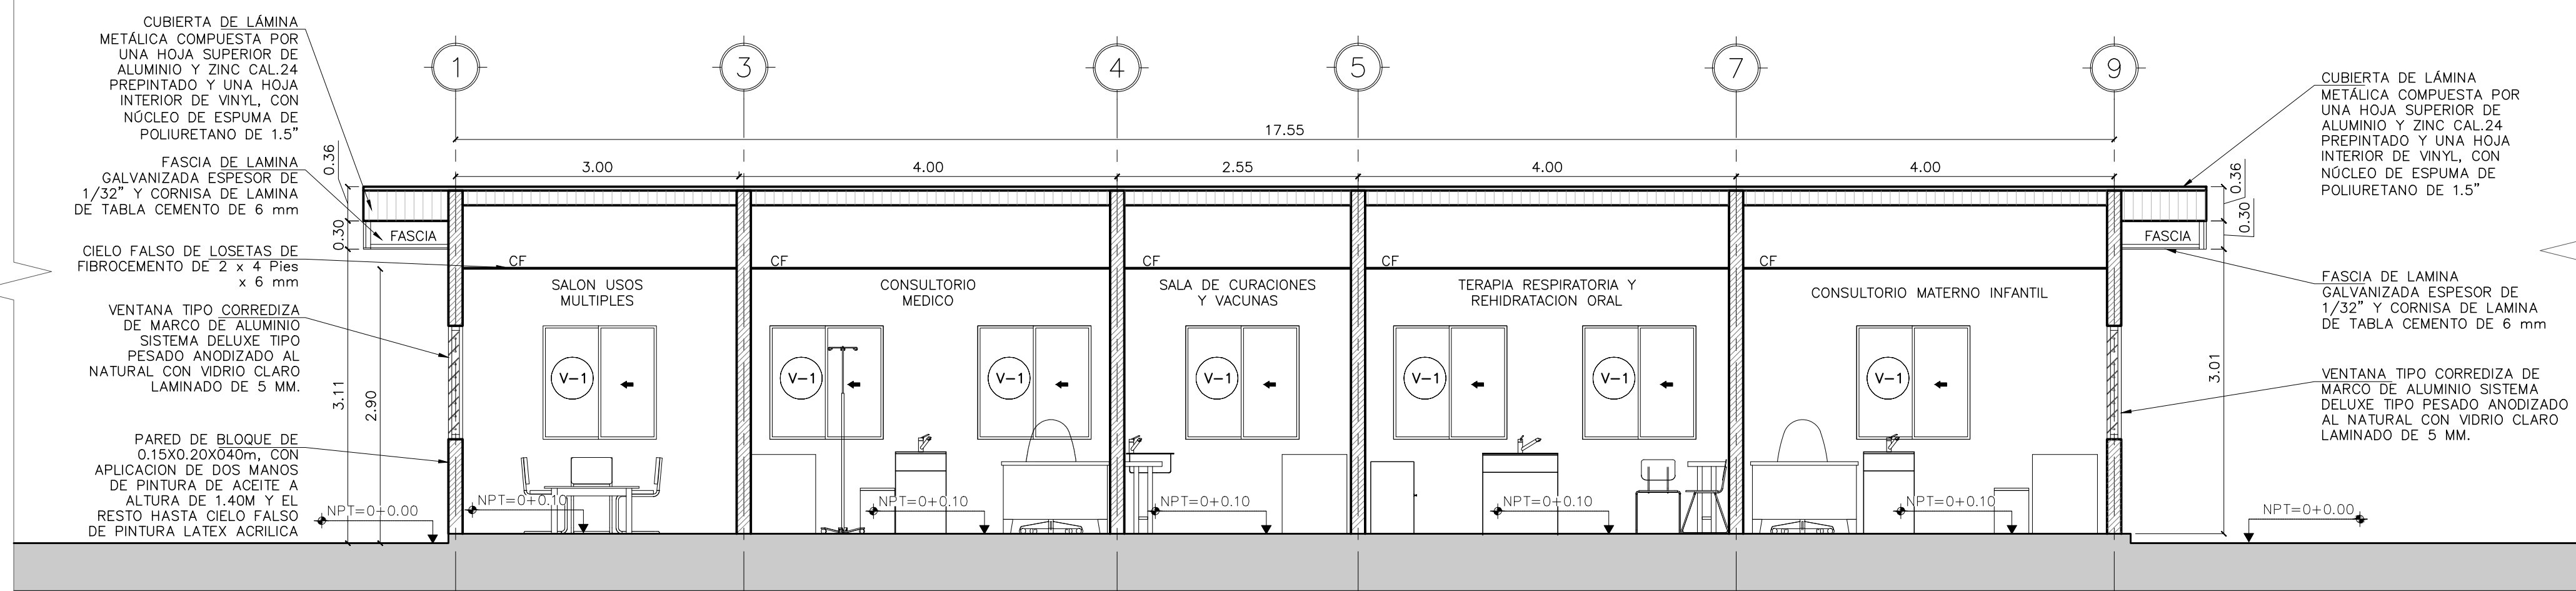 CUBIERTA DE LÁMINA
METÁLICA COMPUESTA POR
UNA HOJA SUPERIOR DE
ALUMINIO Y ZINC CAL.24
PREPINTADO Y UNA HOJA
INTERIOR DE VINYL, CON
NÚCLEO DE ESPUMA DE
POLIURETANO DE 1.5”
FASCIA DE LAMINA
GALVANIZADA ESPESOR DE
1/32” Y CORNISA DE LAMINA
DE TABLA CEMENTO DE 6 mm
CIELO FALSO DE LOSETAS DE
FIBROCEMENTO DE 2 x 4 Pies
x 6 mm
VENTANA TIPO CORREDIZA
DE MARCO DE ALUMINIO
SISTEMA DELUXE TIPO
PESADO ANODIZADO AL
NATURAL CON VIDRIO CLARO
LAMINADO DE 5 MM.
PARED DE BLOQUE DE
0.15X0.20X040m, CON
APLICACION DE DOS MANOS
DE PINTURA DE ACEITE A
ALTURA DE 1.40M Y EL
RESTO HASTA CIELO FALSO
DE PINTURA LATEX ACRILICA
0.36
0.30
3.11
2.90
NPT=0+0.00
1 3 4 5 7 9
17.55
3.00 4.00 2.55 4.00 4.00
FASCIA
FASCIA
CF CF CF CF CF
SALON USOS
MULTIPLES
CONSULTORIO
MEDICO
SALA DE CURACIONES
Y VACUNAS
TERAPIA RESPIRATORIA Y
REHIDRATACION ORAL
CONSULTORIO MATERNO INFANTIL
V-1 V-1 V-1 V-1 V-1 V-1 V-1
NPT=0+0.10 NPT=0+0.10 NPT=0+0.10 NPT=0+0.10 NPT=0+0.10
0.36
0.30
3.01
NPT=0+0.00
CUBIERTA DE LÁMINA
METÁLICA COMPUESTA POR
UNA HOJA SUPERIOR DE
ALUMINIO Y ZINC CAL.24
PREPINTADO Y UNA HOJA
INTERIOR DE VINYL, CON
NÚCLEO DE ESPUMA DE
POLIURETANO DE 1.5”
FASCIA DE LAMINA
GALVANIZADA ESPESOR DE
1/32” Y CORNISA DE LAMINA
DE TABLA CEMENTO DE 6 mm
VENTANA TIPO CORREDIZA DE
MARCO DE ALUMINIO SISTEMA
DELUXE TIPO PESADO ANODIZADO
AL NATURAL CON VIDRIO CLARO
LAMINADO DE 5 MM.